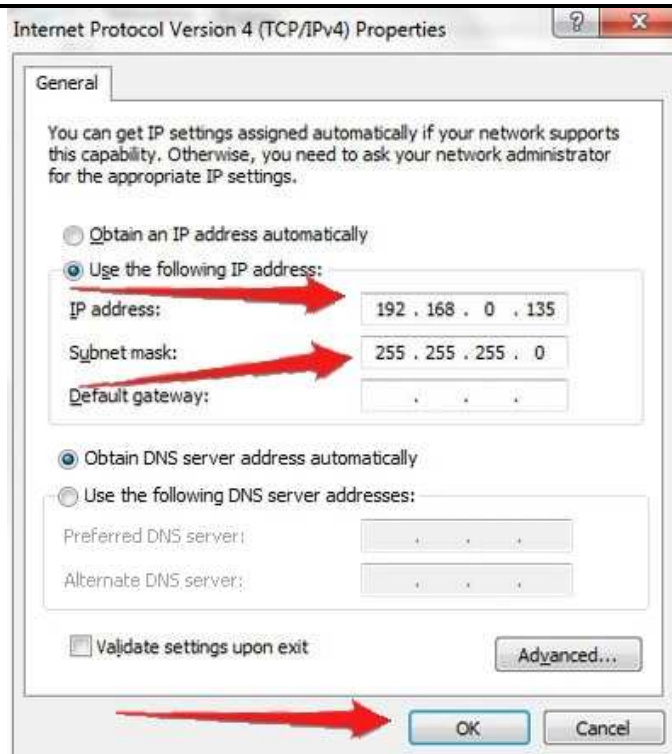 Internet Protocol Version 4 (TCP/IPv4) Properties
?
General
You can get IP settings assigned automatically if your network supports
this capability. Otherwise, you need to ask your network administrator
for the appropriate IP settings.
Obtain an IP address automatically
Use the following IP address:
IP address: 192 . 168 . 0 . 135
Subnet mask: 255 . 255 . 255 . 0
Default gateway: . . .
Obtain DNS server address automatically
Use the following DNS server addresses:
Preferred DNS server: . . .
Alternate DNS server: . . .
Validate settings upon exit
Advanced...
OK Cancel